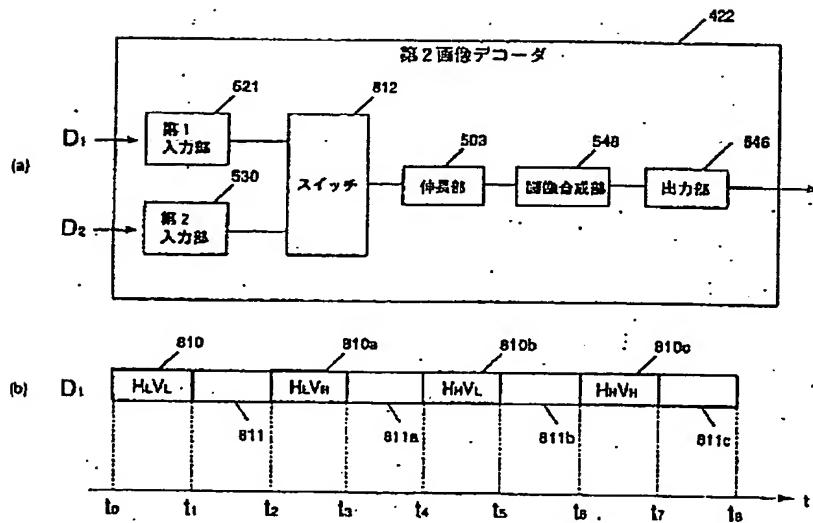 422
第2画像デコーダ
621
812
D₁
第1
入力部
503
548
546
(a)
530
スイッチ
伸長部
画像合成部
出力部
D₂
第2
入力部
810
810a
810b
810c
(b)
D₁
HLVL
HLVH
HHVL
HHVH
811
811a
811b
811c
t₀ t₁ t₂ t₃ t₄ t₅ t₆ t₇ t₈ t